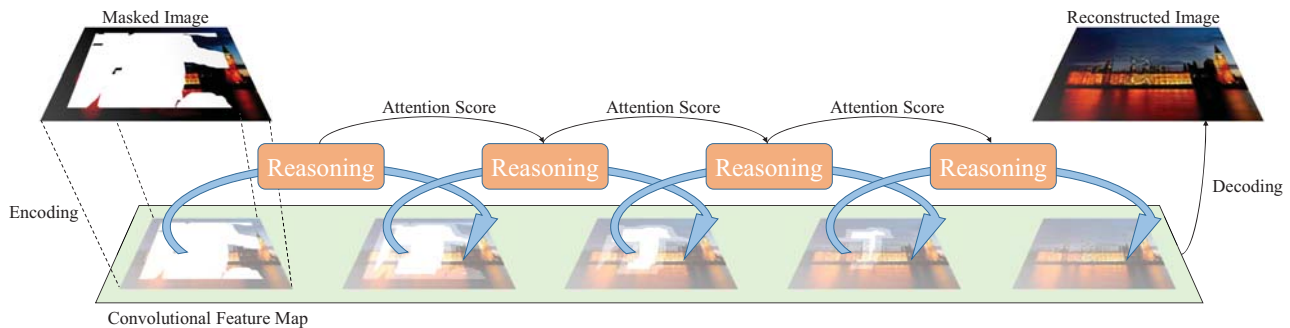 Masked Image
Reconstructed Image
Attention Score
Attention Score
Attention Score
Reasoning
Reasoning
Reasoning
Reasoning
Encoding
Decoding
Convolutional Feature Map